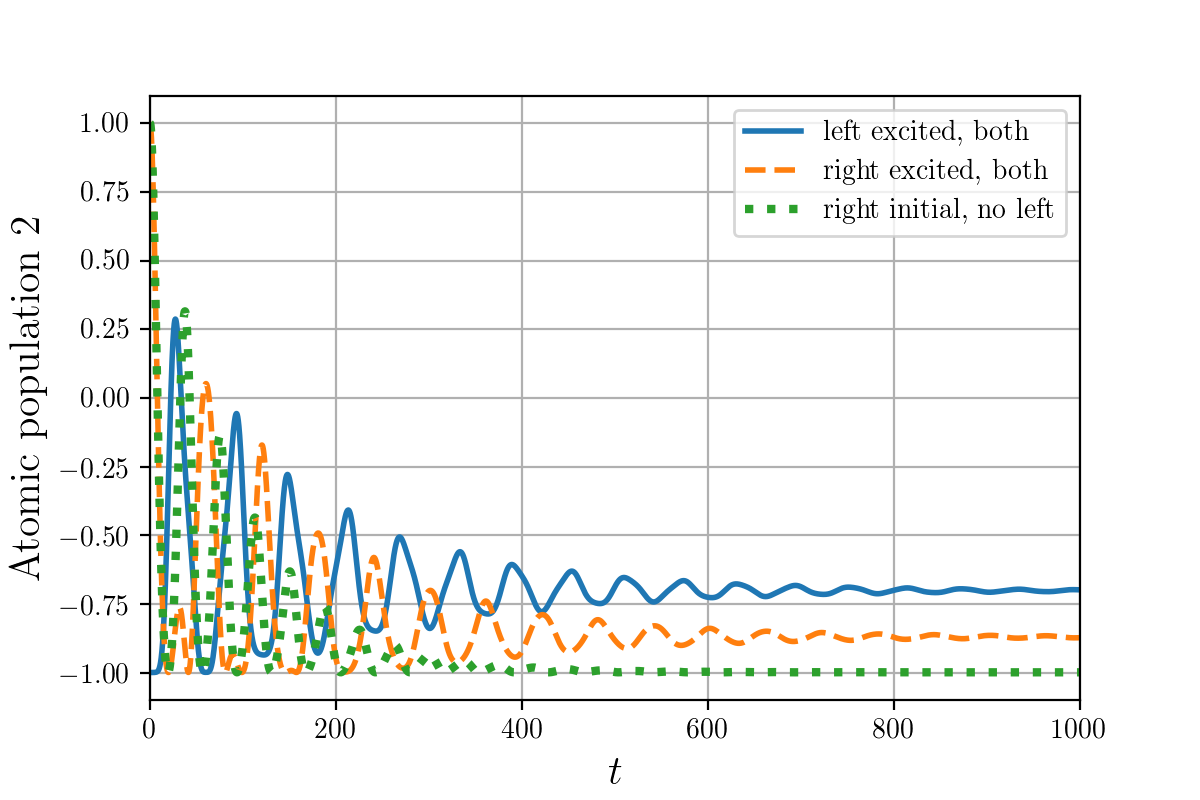 1.00
0.75
0.50
0.25
0.00
−0.25
−0.50
−0.75
−1.00
Atomic population 2
left excited, both
right excited, both
right initial, no left
0 200 400 600 800 1000
t